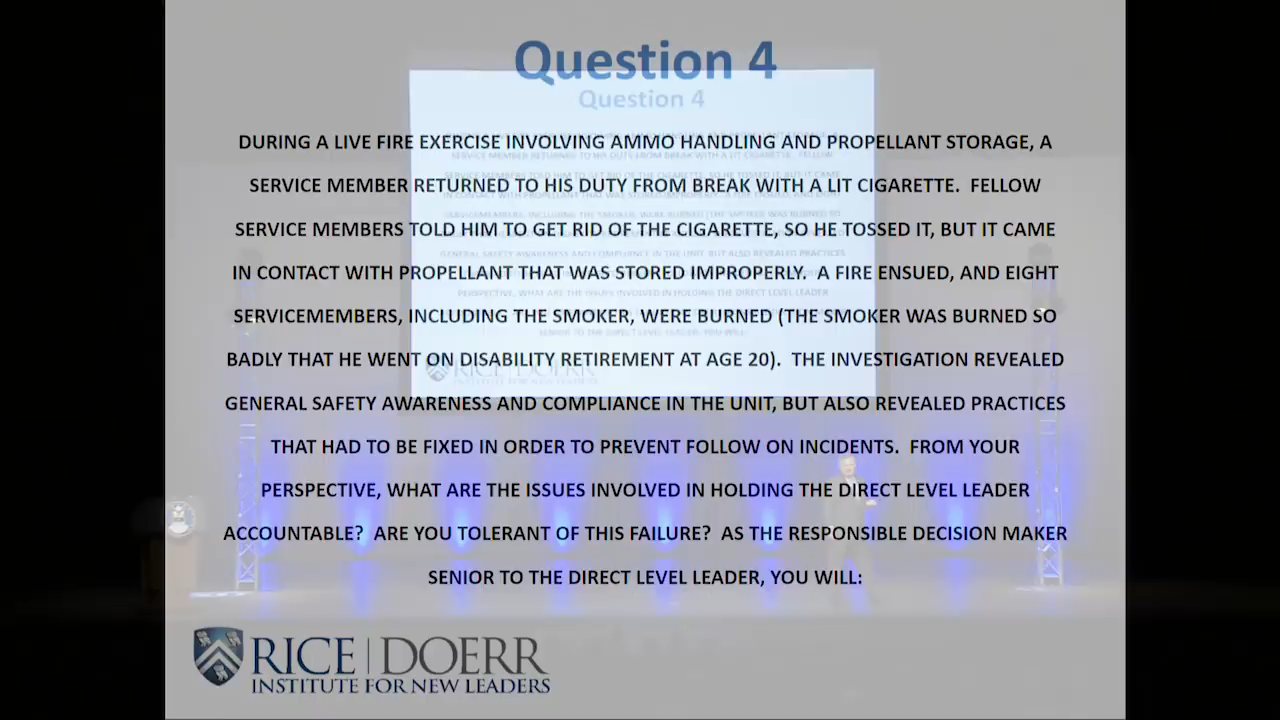 Question 4
Question 4
DURING A LIVE FIRE EXERCISE INVOLVING AMMO HANDLING AND PROPELLANT STORAGE, A
SERVICE MEMBER RETURNED TO HIS DUTY FROM BREAK WITH A LIT CIGARETTE. FELLOW
SERVICE MEMBERS TOLD HIM TO GET RID OF THE CIGARETTE, SO HE TOSSED IT, BUT IT CAME
IN CONTACT WITH PROPELLANT THAT WAS STORED IMPROPERLY. A FIRE ENSUED, AND EIGHT
SERVICEMEMBERS, INCLUDING THE SMOKER, WERE BURNED (THE SMOKER WAS BURNED SO
BADLY THAT HE WENT ON DISABILITY RETIREMENT AT AGE 20). THE INVESTIGATION REVEALED
GENERAL SAFETY AWARENESS AND COMPLIANCE IN THE UNIT, BUT ALSO REVEALED PRACTICES
THAT HAD TO BE FIXED IN ORDER TO PREVENT FOLLOW ON INCIDENTS. FROM YOUR
PERSPECTIVE, WHAT ARE THE ISSUES INVOLVED IN HOLDING THE DIRECT LEVEL LEADER
ACCOUNTABLE? ARE YOU TOLERANT OF THIS FAILURE? AS THE RESPONSIBLE DECISION MAKER
SENIOR TO THE DIRECT LEVEL LEADER, YOU WILL:
RICE | DOERR
RICE | DOERR
INSTITUTE FOR NEW LEADERS